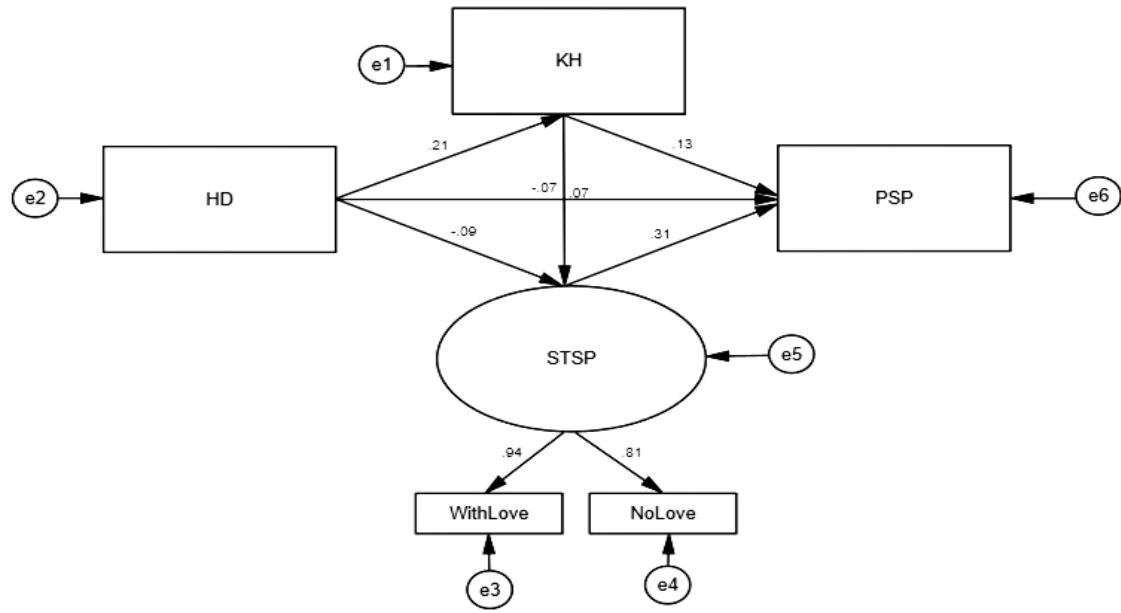 KH
e1
.21
.13
HD
e2
-.07
.07
PSP
e6
-.09
.31
STSP
e5
.94
.81
WithLove
NoLove
e3
e4